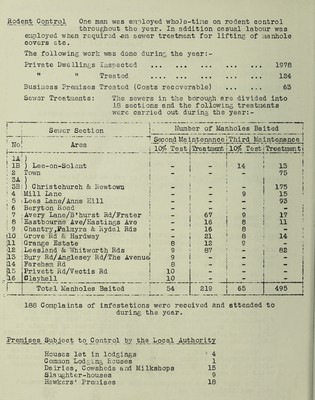 Rodent Control One man was employed whole-time on rodent control
throughout the year. In addition casual labour was
employed when required on sewer treatment for lifting of manhole
covers etc.
The following work was done during the year:-
Private Dwellings Inspected ... ... ... ... 1978
" " Treated ... ... ... ... 134
Business Premises Treated (Costs recoverable) ... ... 63
Sewer Treatments: The sewers in the borough are divided into
18 sections and the following treatments
were carried out during the year:-
Sewer Section Number of Manholes Baited
No Area Second Maintenance Third Maintenance
10% Test Treatment 10% Test Treatment
1A )
1B ) Lee-on-Solent - - 14 13
2 Town - - - 75
3A )
3B ) Christchurch & Newtown - - - 175
4 Mill Lane - - 9 15
5 Lees Lane/Anns Hill - - - 93
6 Beryton Road - - - -
7 Avery Lane/B'hurst Rd/Frater - 67 9 17
8 Eastbourne Ave/Kastings Ave - 16 8 11
9 Chantry, Palmyra & Rydal Rds - 16 8 -
10 Grove Rd & Hardway - 21 8 14
11 Grange Estate 8 12 9 -
12 Leesland & Whitworth Rds 9 87 - 82
13 Bury Rd/Anglesey Rd/The Avenue 9 - - -
14 Fareham Rd 8 - - -
15 Privett Rd/Vectis Rd 10 - - -
16 Clayhall 10 - - -
Total Manholes Baited 54 219 65 495
188 Complaints of infestations were received and attended to
during the year.
Premises Subject to Control by the Local Authority
Houses let in lodgings 4
Common Lodging Houses 1
Dairies, Cowsheds and Milkshops 15
Slaughter-houses 9
Hawkers' Premises 18